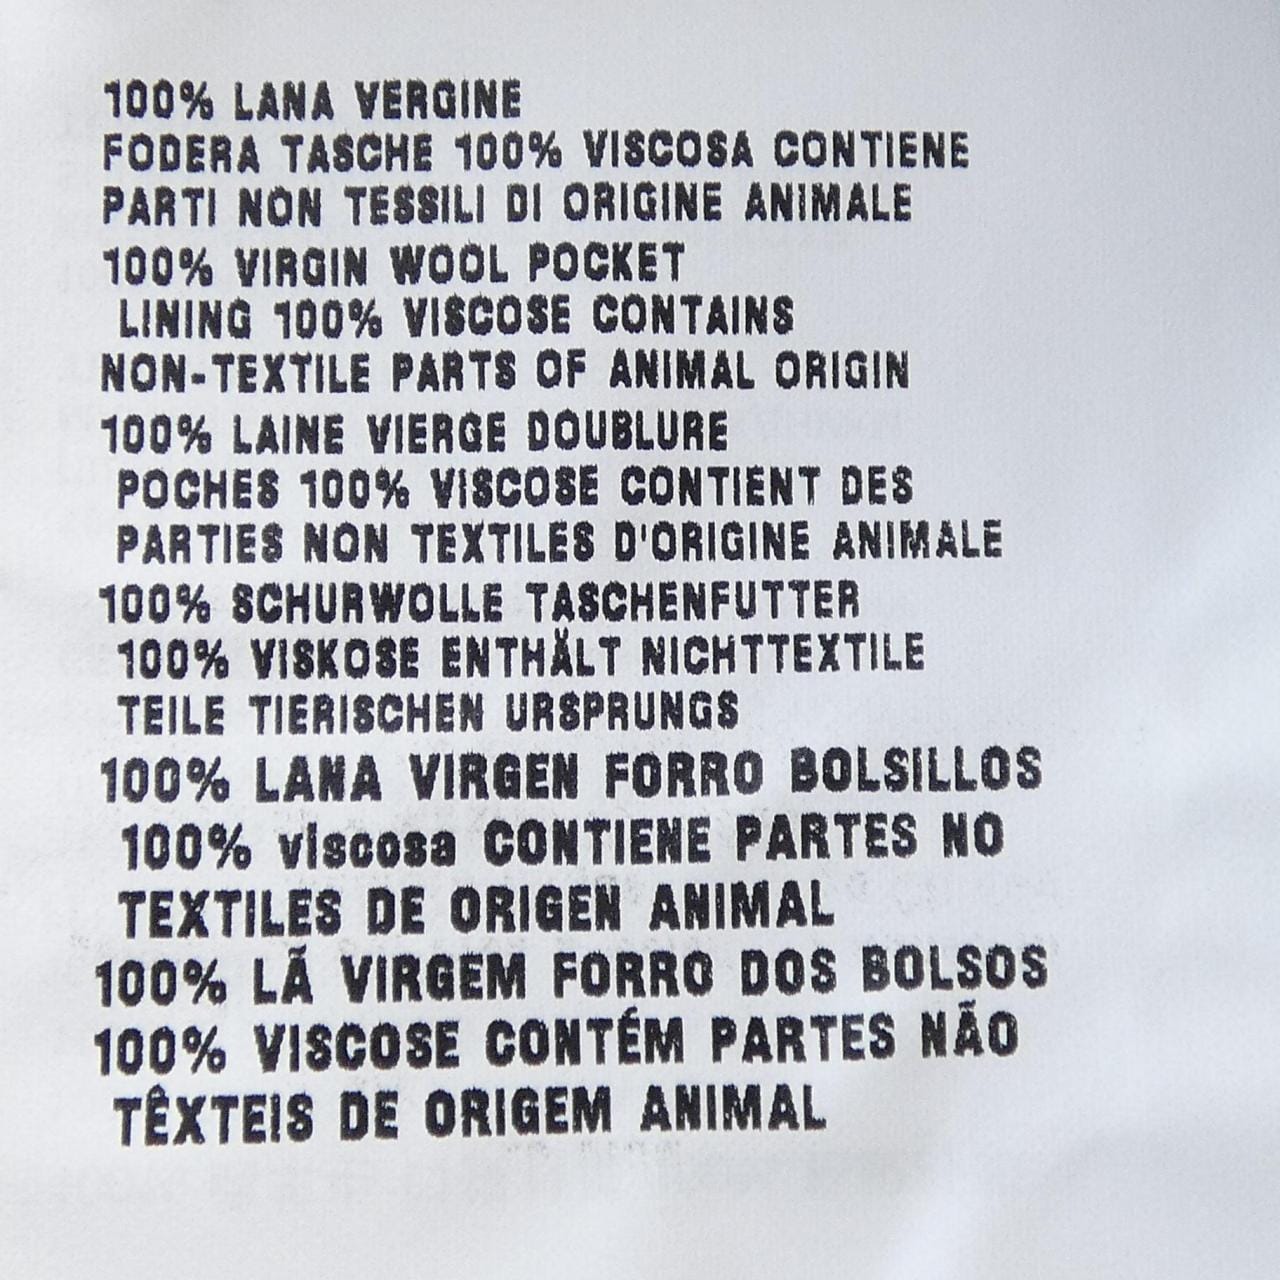 100% LANA VERGINE
FODERA TASCHE 100% VISCOSA CONTIENE
PARTI NON TESSILI DI ORIGINE ANIMALE
100% VIRGIN WOOL POCKET
LINING 100% VISCOSE CONTAINS
NON-TEXTILE PARTS OF ANIMAL ORIGIN
100% LAINE VIERGE DOUBLURE
POCHES 100% VISCOSE CONTIENT DES
PARTIES NON TEXTILES D'ORIGINE ANIMALE
100% SCHURWOLLE TASCHENFUTTER
100% VISKOSE ENTHÄLT NICHTTEXTILE
TEILE TIERISCHEN URSPRUNGS
100% LANA VIRGEN FORRO BOLSILLOS
100% viscosa CONTIENE PARTES NO
TEXTILES DE ORIGEN ANIMAL
100% LÃ VIRGEM FORRO DOS BOLSOS
100% VISCOSE CONTÉM PARTES NÃO
TÊXTEIS DE ORIGEM ANIMAL